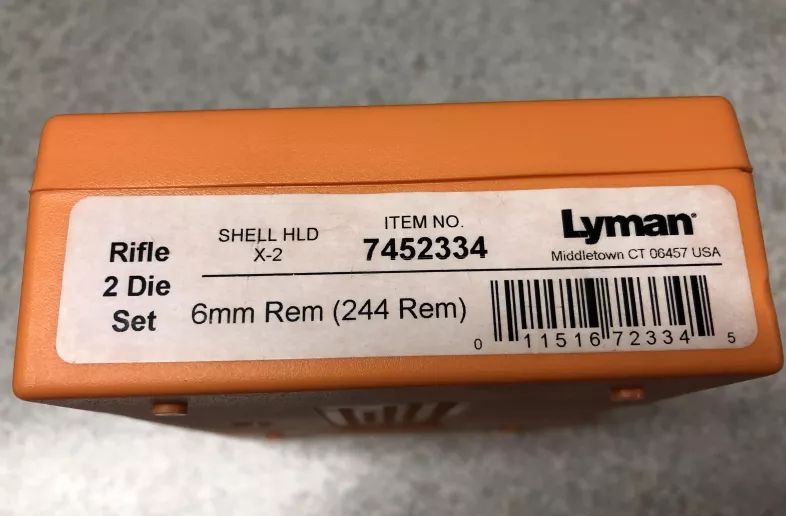 Rifle
2 Die
Set
SHELL HLD
X-2
ITEM NO.
7452334
Lyman®
Middletown CT 06457 USA
6mm Rem (244 Rem)
0 11516 72334 5